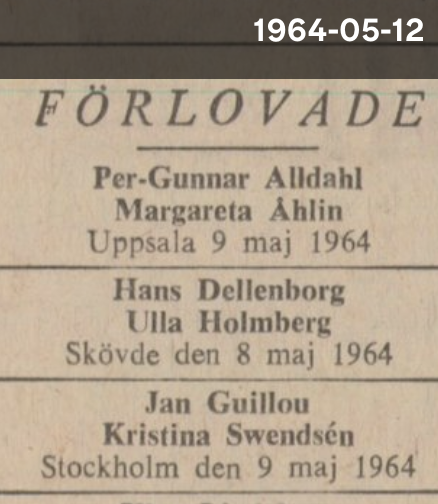 1964-05-12
FÖRLOVADE
Per-Gunnar Alldahl
Margareta Åhlin
Uppsala 9 maj 1964
Hans Dellenborg
Ulla Holmberg
Skövde den 8 maj 1964
Jan Guillou
Kristina Swendsén
Stockholm den 9 maj 1964